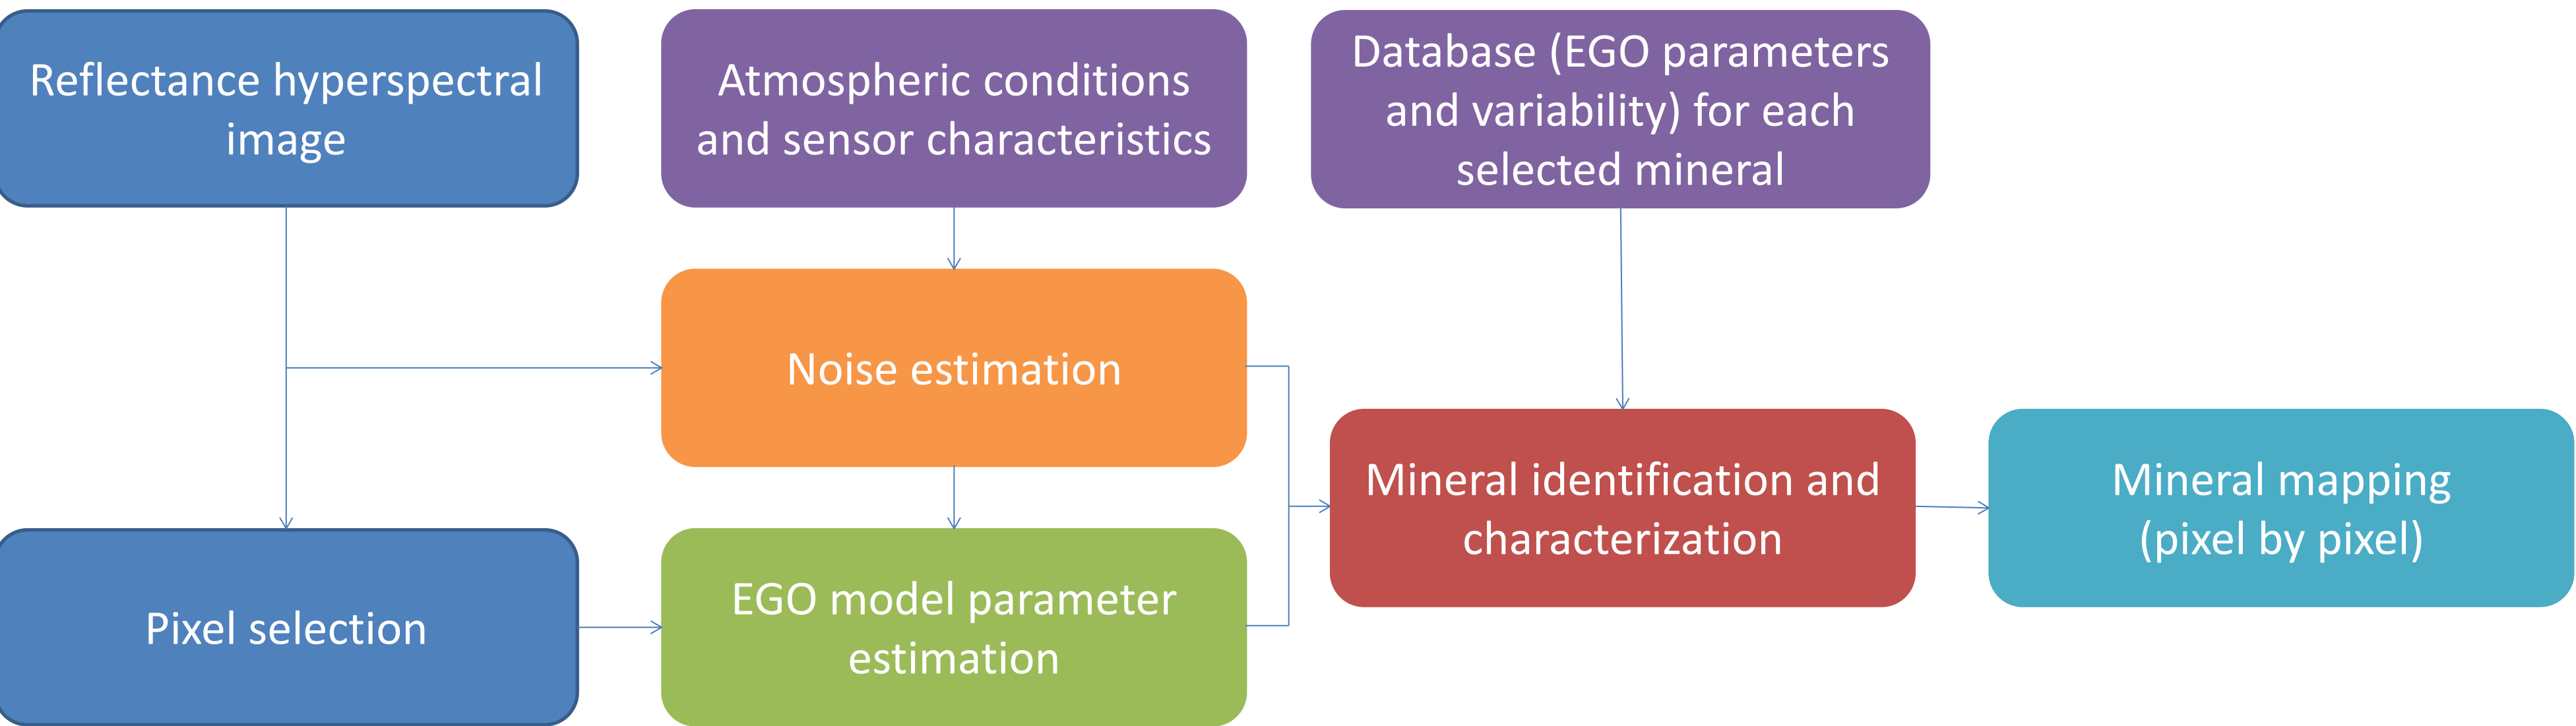 Reflectance hyperspectral
image
Atmospheric conditions
and sensor characteristics
Database (EGO parameters
and variability) for each
selected mineral
Noise estimation
Mineral identification and
characterization
Mineral mapping
(pixel by pixel)
Pixel selection
EGO model parameter
estimation